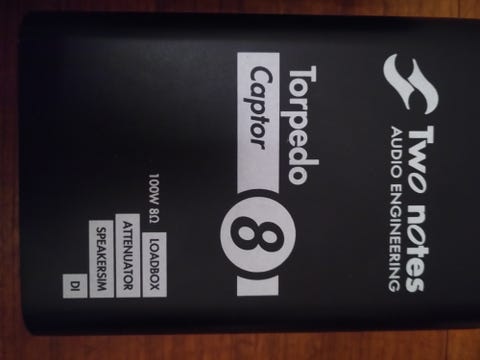 Two notes
AUDIO ENGINEERING
Torpedo
Captor
8
100W 8Ω
LOADBOX
ATTENUATOR
SPEAKERSIM
DI